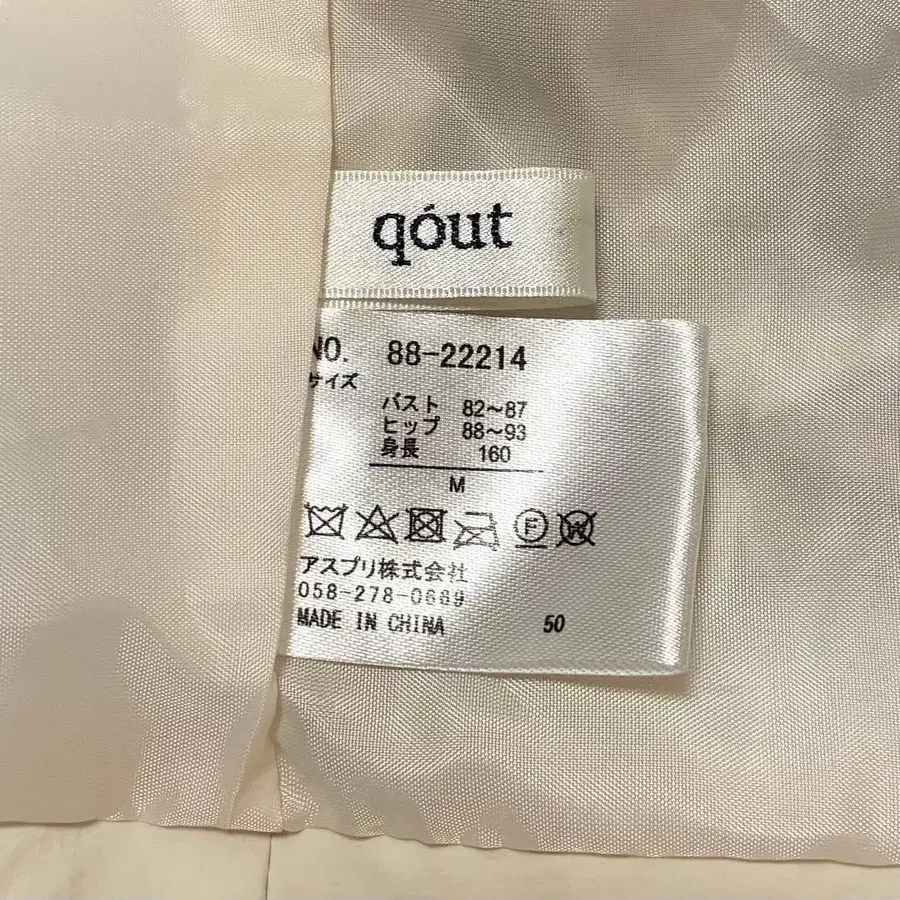 qóut
NO. 88-22214
サイズ
バスト 82～87
ヒップ 88～93
身長 160
M
F W
アスプリ株式会社
058-278-0669
MADE IN CHINA 50